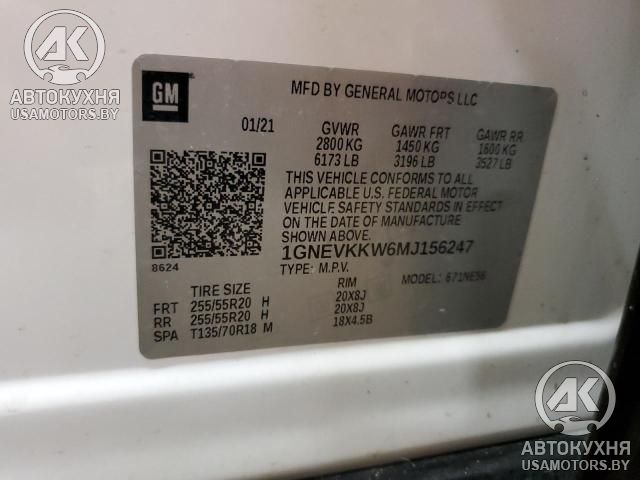 AK
АВТОКУХНЯ
USAMOTORS.BY
GM
MFD BY GENERAL MOTORS LLC
01/21 GVWR GAWR FRT GAWR RR
2800 KG 1450 KG 1600 KG
6173 LB 3196 LB 3527 LB
THIS VEHICLE CONFORMS TO ALL
APPLICABLE U.S. FEDERAL MOTOR
VEHICLE SAFETY STANDARDS IN EFFECT
ON THE DATE OF MANUFACTURE
SHOWN ABOVE.
1GNEVKKW6MJ156247
8624
TYPE: M.P.V. MODEL: 671NE56
TIRE SIZE RIM
FRT 255/55R20 H 20X8J
RR 255/55R20 H 20X8J
SPA T135/70R18 M 18X4.5B
AK
АВТОКУХНЯ
USAMOTORS.BY